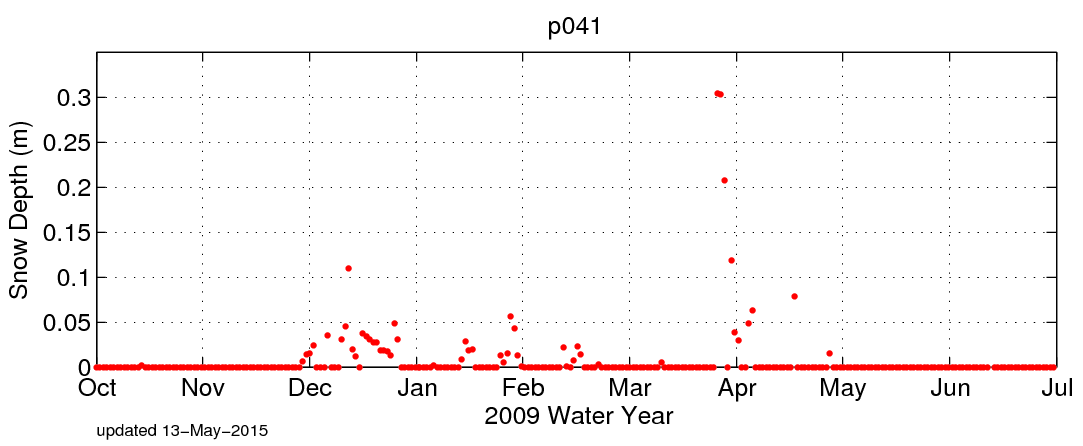 p041
Snow Depth (m)
0.3
0.25
0.2
0.15
0.1
0.05
0
Oct Nov Dec Jan Feb Mar Apr May Jun Jul
2009 Water Year
updated 13−May−2015